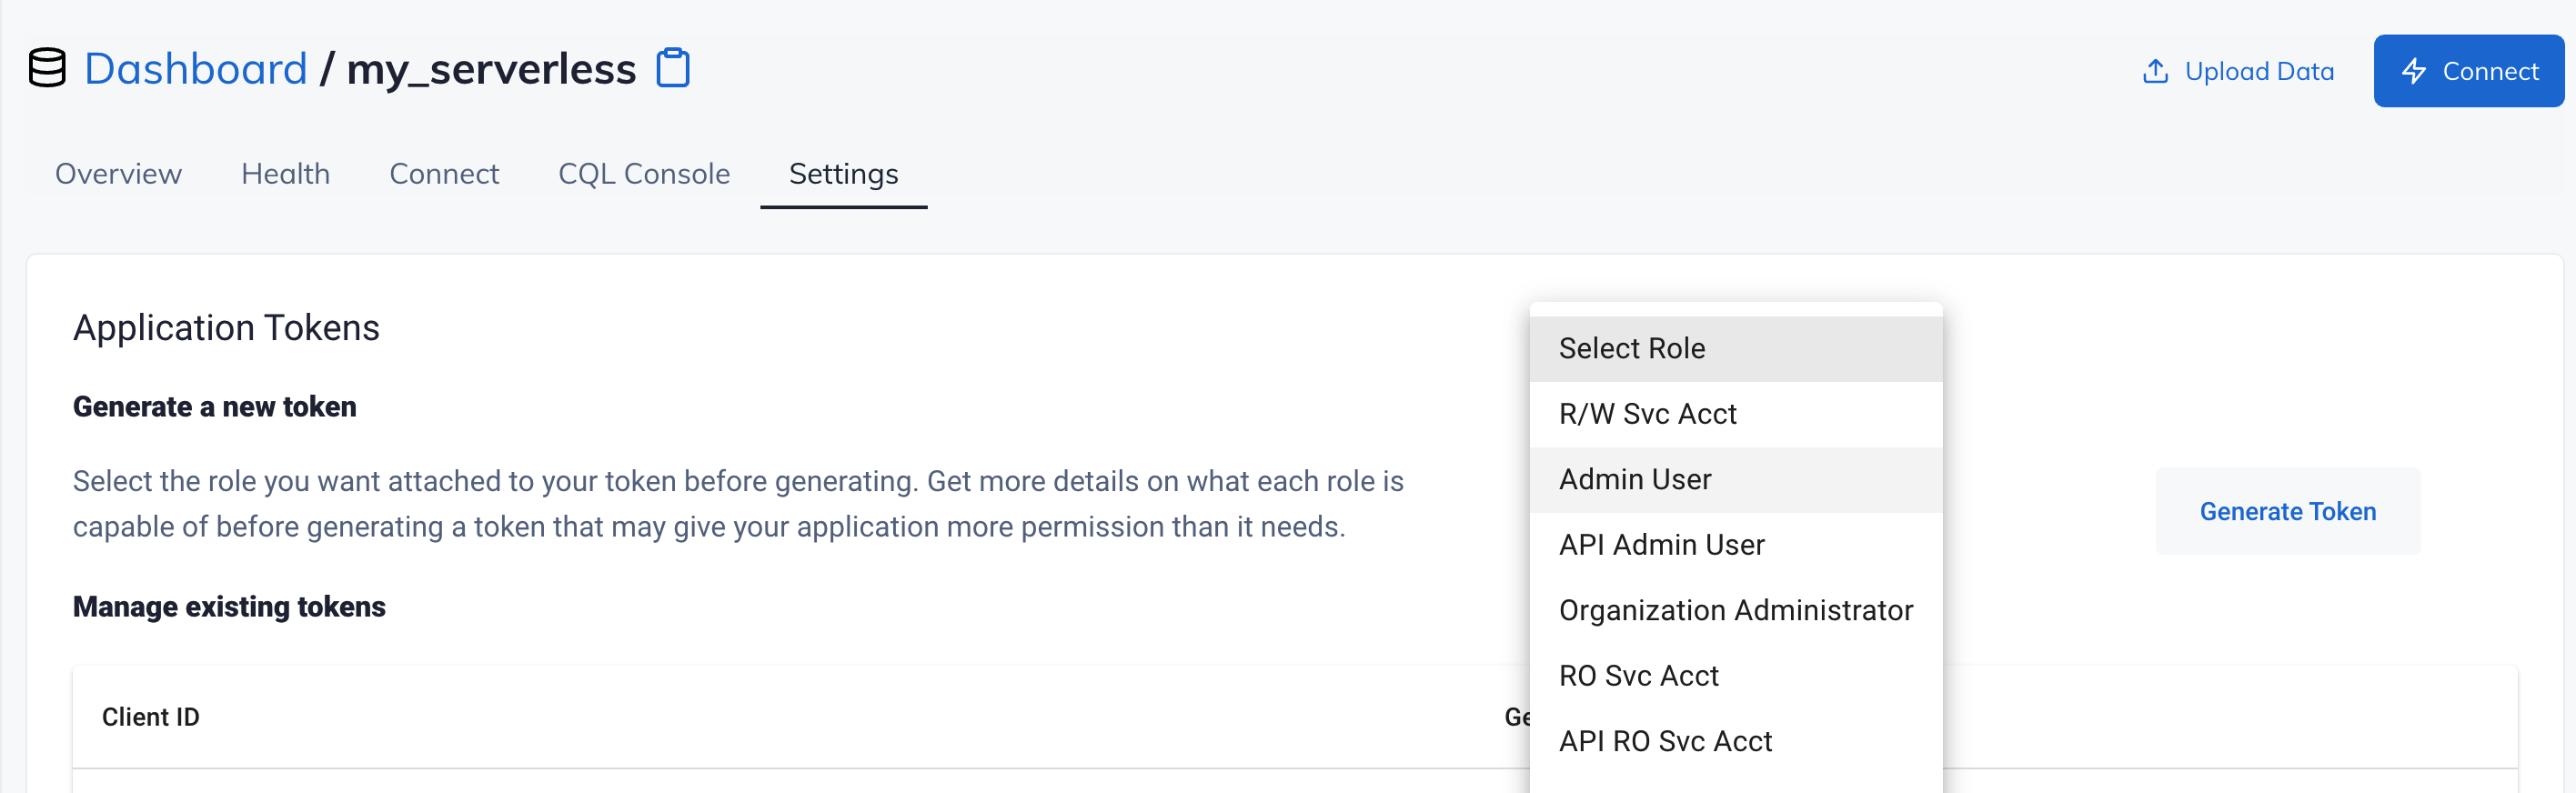 Dashboard / my_serverless
Upload Data
Connect
Overview
Health
Connect
CQL Console
Settings
Application Tokens
Generate a new token
Select the role you want attached to your token before generating. Get more details on what each role is
capable of before generating a token that may give your application more permission than it needs.
Manage existing tokens
Client ID
Select Role
R/W Svc Acct
Admin User
API Admin User
Organization Administrator
RO Svc Acct
API RO Svc Acct
Generate Token